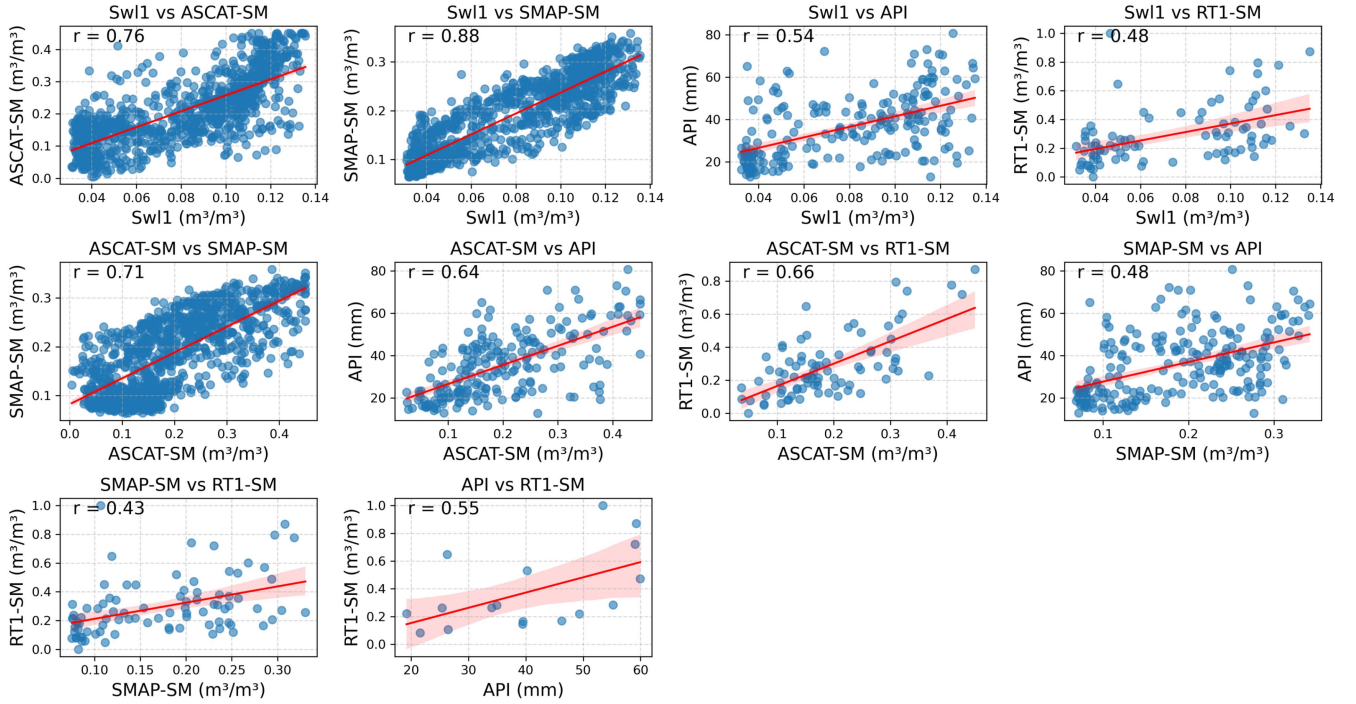 Swl1 vs ASCAT-SM
r = 0.76
ASCAT-SM (m³/m³)
0.4
0.3
0.2
0.1
0.0
0.04 0.06 0.08 0.10 0.12 0.14
Swl1 (m³/m³)
Swl1 vs SMAP-SM
r = 0.88
SMAP-SM (m³/m³)
0.3
0.2
0.1
0.04 0.06 0.08 0.10 0.12 0.14
Swl1 (m³/m³)
Swl1 vs API
r = 0.54
API (mm)
80
60
40
20
0.04 0.06 0.08 0.10 0.12 0.14
Swl1 (m³/m³)
Swl1 vs RT1-SM
r = 0.48
RT1-SM (m³/m³)
1.0
0.8
0.6
0.4
0.2
0.0
0.04 0.06 0.08 0.10 0.12 0.14
Swl1 (m³/m³)
ASCAT-SM vs SMAP-SM
r = 0.71
SMAP-SM (m³/m³)
0.3
0.2
0.1
0.0 0.1 0.2 0.3 0.4
ASCAT-SM (m³/m³)
ASCAT-SM vs API
r = 0.64
API (mm)
80
60
40
20
0.1 0.2 0.3 0.4
ASCAT-SM (m³/m³)
ASCAT-SM vs RT1-SM
r = 0.66
RT1-SM (m³/m³)
0.8
0.6
0.4
0.2
0.0
0.1 0.2 0.3 0.4
ASCAT-SM (m³/m³)
SMAP-SM vs API
r = 0.48
API (mm)
80
60
40
20
0.1 0.2 0.3
SMAP-SM (m³/m³)
SMAP-SM vs RT1-SM
r = 0.43
RT1-SM (m³/m³)
1.0
0.8
0.6
0.4
0.2
0.0
0.10 0.15 0.20 0.25 0.30
SMAP-SM (m³/m³)
API vs RT1-SM
r = 0.55
RT1-SM (m³/m³)
1.0
0.8
0.6
0.4
0.2
0.0
20 30 40 50 60
API (mm)